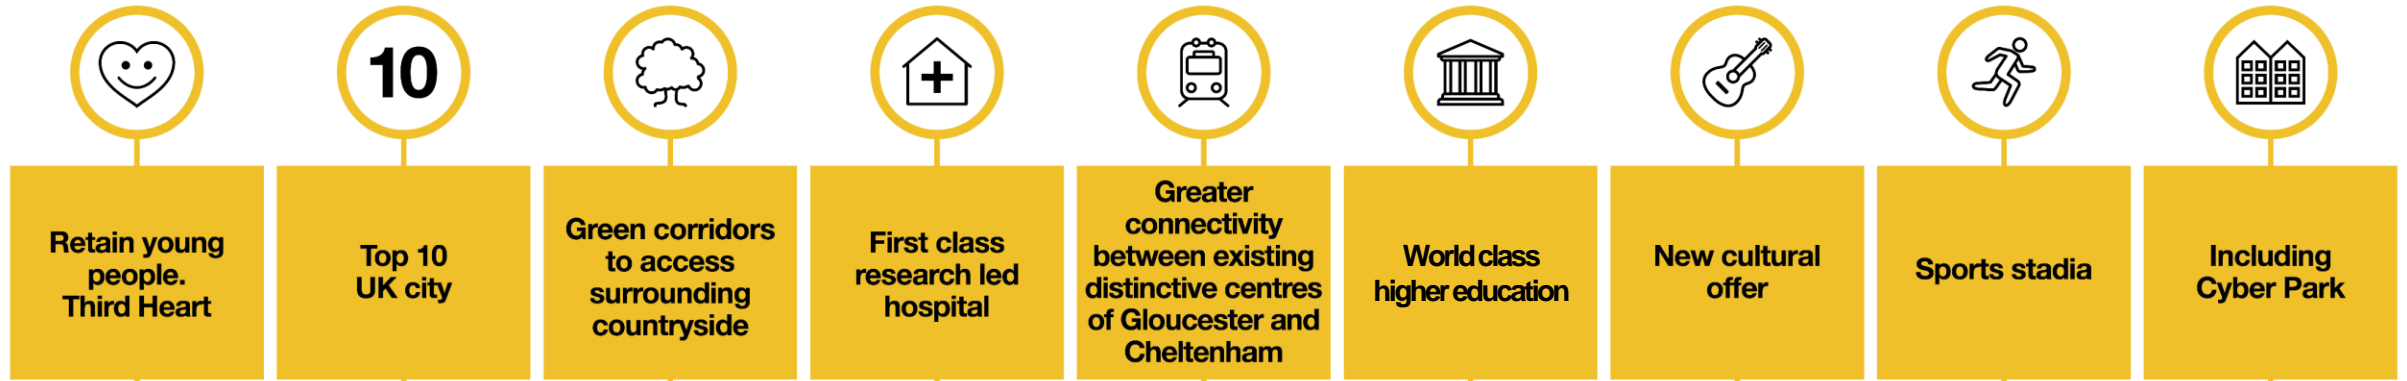 Retain young
people.
Third Heart
10
Top 10
UK city
Green corridors
to access
surrounding
countryside
First class
research led
hospital
Greater
connectivity
between existing
distinctive centres
of Gloucester and
Cheltenham
World class
higher education
New cultural
offer
Sports stadia
Including
Cyber Park